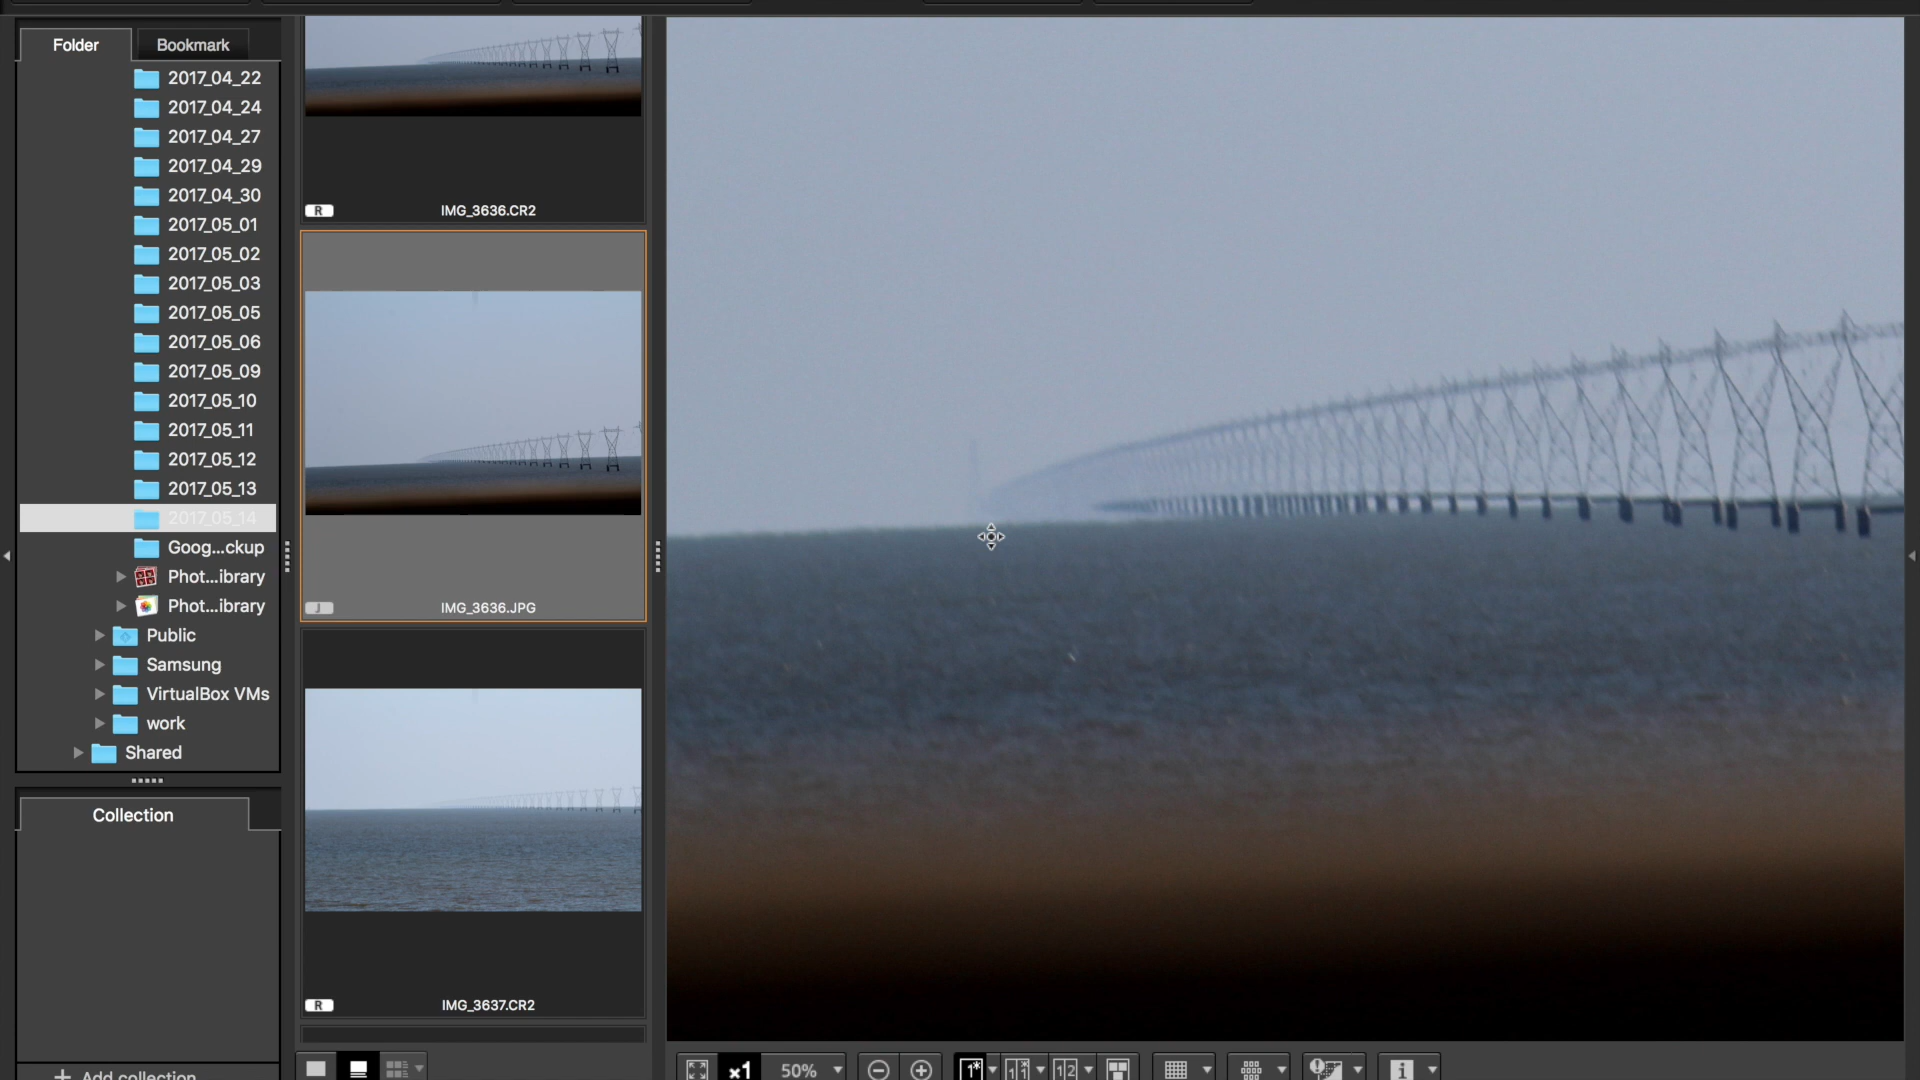 Folder
Bookmark
2017_04_22
2017_04_24
2017_04_27
2017_04_29
2017_04_30
2017_05_01
2017_05_02
2017_05_03
2017_05_05
2017_05_06
2017_05_09
2017_05_10
2017_05_11
2017_05_12
2017_05_13
2017_05_14
Goog...ckup
Phot...ibrary
Phot...ibrary
Public
Samsung
VirtualBox VMs
work
Shared
Collection
Add collection
R
IMG_3636.CR2
J
IMG_3636.JPG
R
IMG_3637.CR2
x1
50%